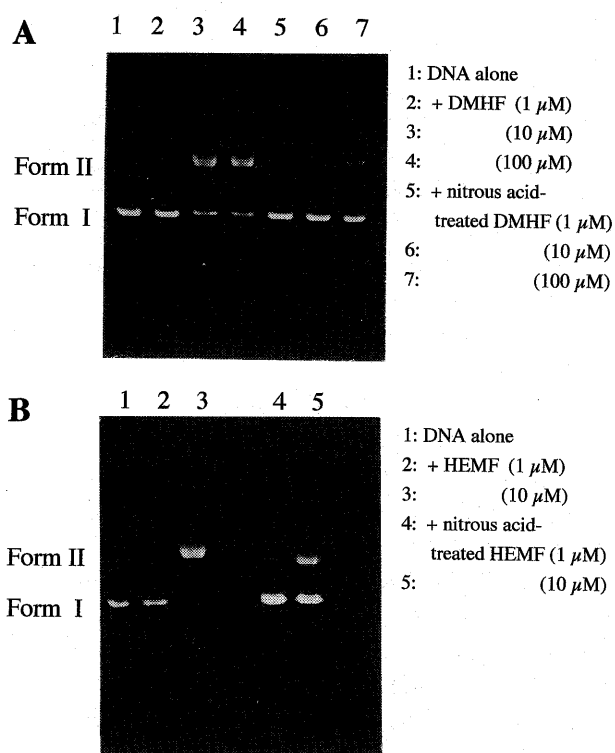 A
1 2 3 4 5 6 7
Form II
Form I
1: DNA alone
2: + DMHF (1 µM)
3: (10 µM)
4: (100 µM)
5: + nitrous acid-
treated DMHF (1 µM)
6: (10 µM)
7: (100 µM)
B
1 2 3 4 5
Form II
Form I
1: DNA alone
2: + HEMF (1 µM)
3: (10 µM)
4: + nitrous acid-
treated HEMF (1 µM)
5: (10 µM)